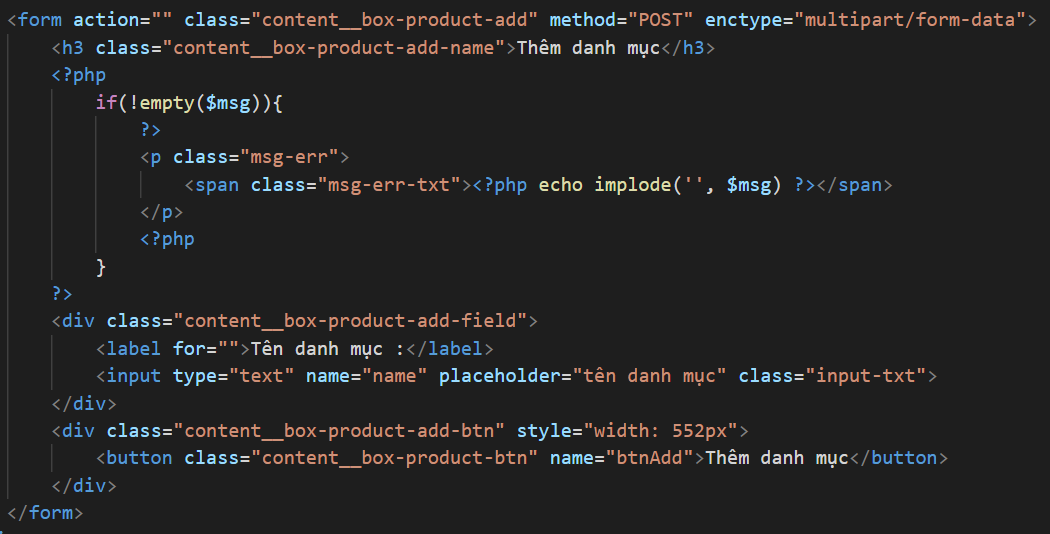 <form action="" class="content__box-product-add" method="POST" enctype="multipart/form-data">
<h3 class="content__box-product-add-name">Thêm danh mục</h3>
<?php
if(!empty($msg)){
?>
<p class="msg-err">
<span class="msg-err-txt"><?php echo implode('', $msg) ?></span>
</p>
<?php
}
?>
<div class="content__box-product-add-field">
<label for="">Tên danh mục :</label>
<input type="text" name="name" placeholder="tên danh mục" class="input-txt">
</div>
<div class="content__box-product-add-btn" style="width: 552px">
<button class="content__box-product-btn" name="btnAdd">Thêm danh mục</button>
</div>
</form>